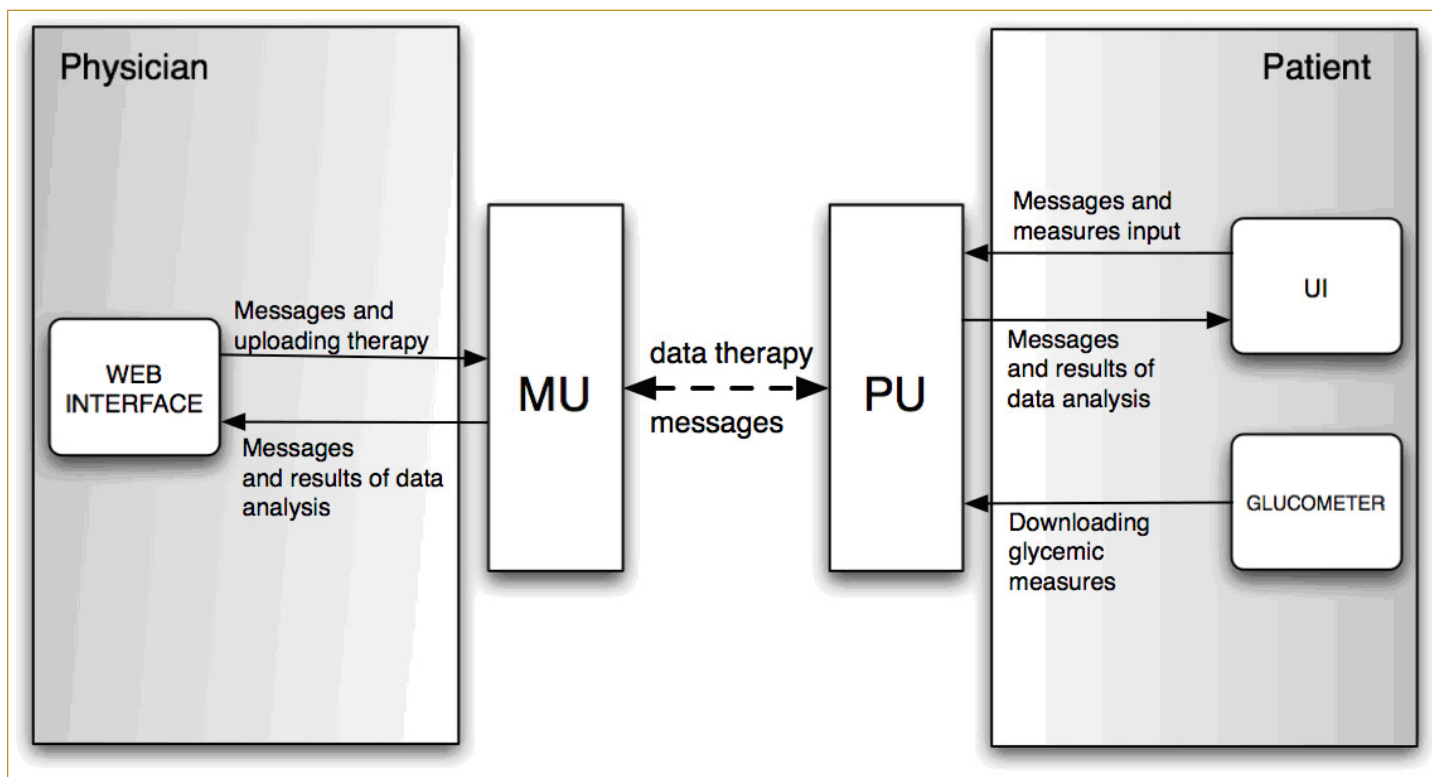 Physician
Patient
Messages and
measures input
UI
Messages and
uploading therapy
WEB
INTERFACE
Messages
and results of data
analysis
MU
data therapy
messages
PU
Messages
and results of
data analysis
GLUCOMETER
Downloading
glycemic
measures